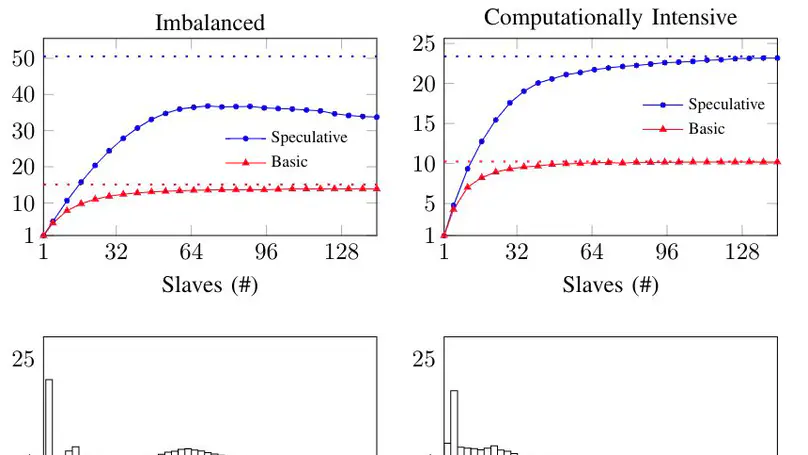 Imbalanced
50
40
30
20
10
1
Speculative
Basic
1 32 64 96 128
Slaves (#)
Computationally Intensive
25
20
15
10
5
1
Speculative
Basic
1 32 64 96 128
Slaves (#)
25
25